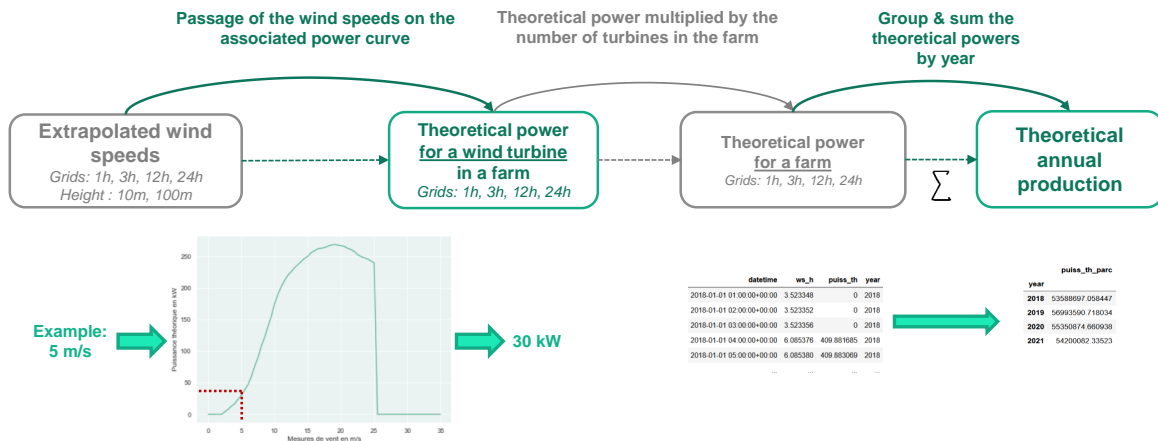 Passage of the wind speeds on the
associated power curve
Theoretical power multiplied by the
number of turbines in the farm
Group & sum the
theoretical powers
by year
Extrapolated wind
speeds
Grids: 1h, 3h, 12h, 24h
Height : 10m, 100m
Theoretical power
for a wind turbine
in a farm
Grids: 1h, 3h, 12h, 24h
Theoretical power
for a farm
Grids: 1h, 3h, 12h, 24h
∑
Theoretical
annual
production
Example:
5 m/s
Puissance théorique en kW
250
200
150
100
50
0
0 5 10 15 20 25 30 35
Mesures de vent en m/s
30 kW
datetime ws_h puiss_th year
2018-01-01 01:00:00+00:00 3.523348 0 2018
2018-01-01 02:00:00+00:00 3.523352 0 2018
2018-01-01 03:00:00+00:00 3.523356 0 2018
2018-01-01 04:00:00+00:00 6.085376 409.881685 2018
2018-01-01 05:00:00+00:00 6.085380 409.883069 2018
... ... ... ...
puiss_th_parc
year
2018 53588697.058447
2019 56993590.718034
2020 55350874.660938
2021 54200082.33523